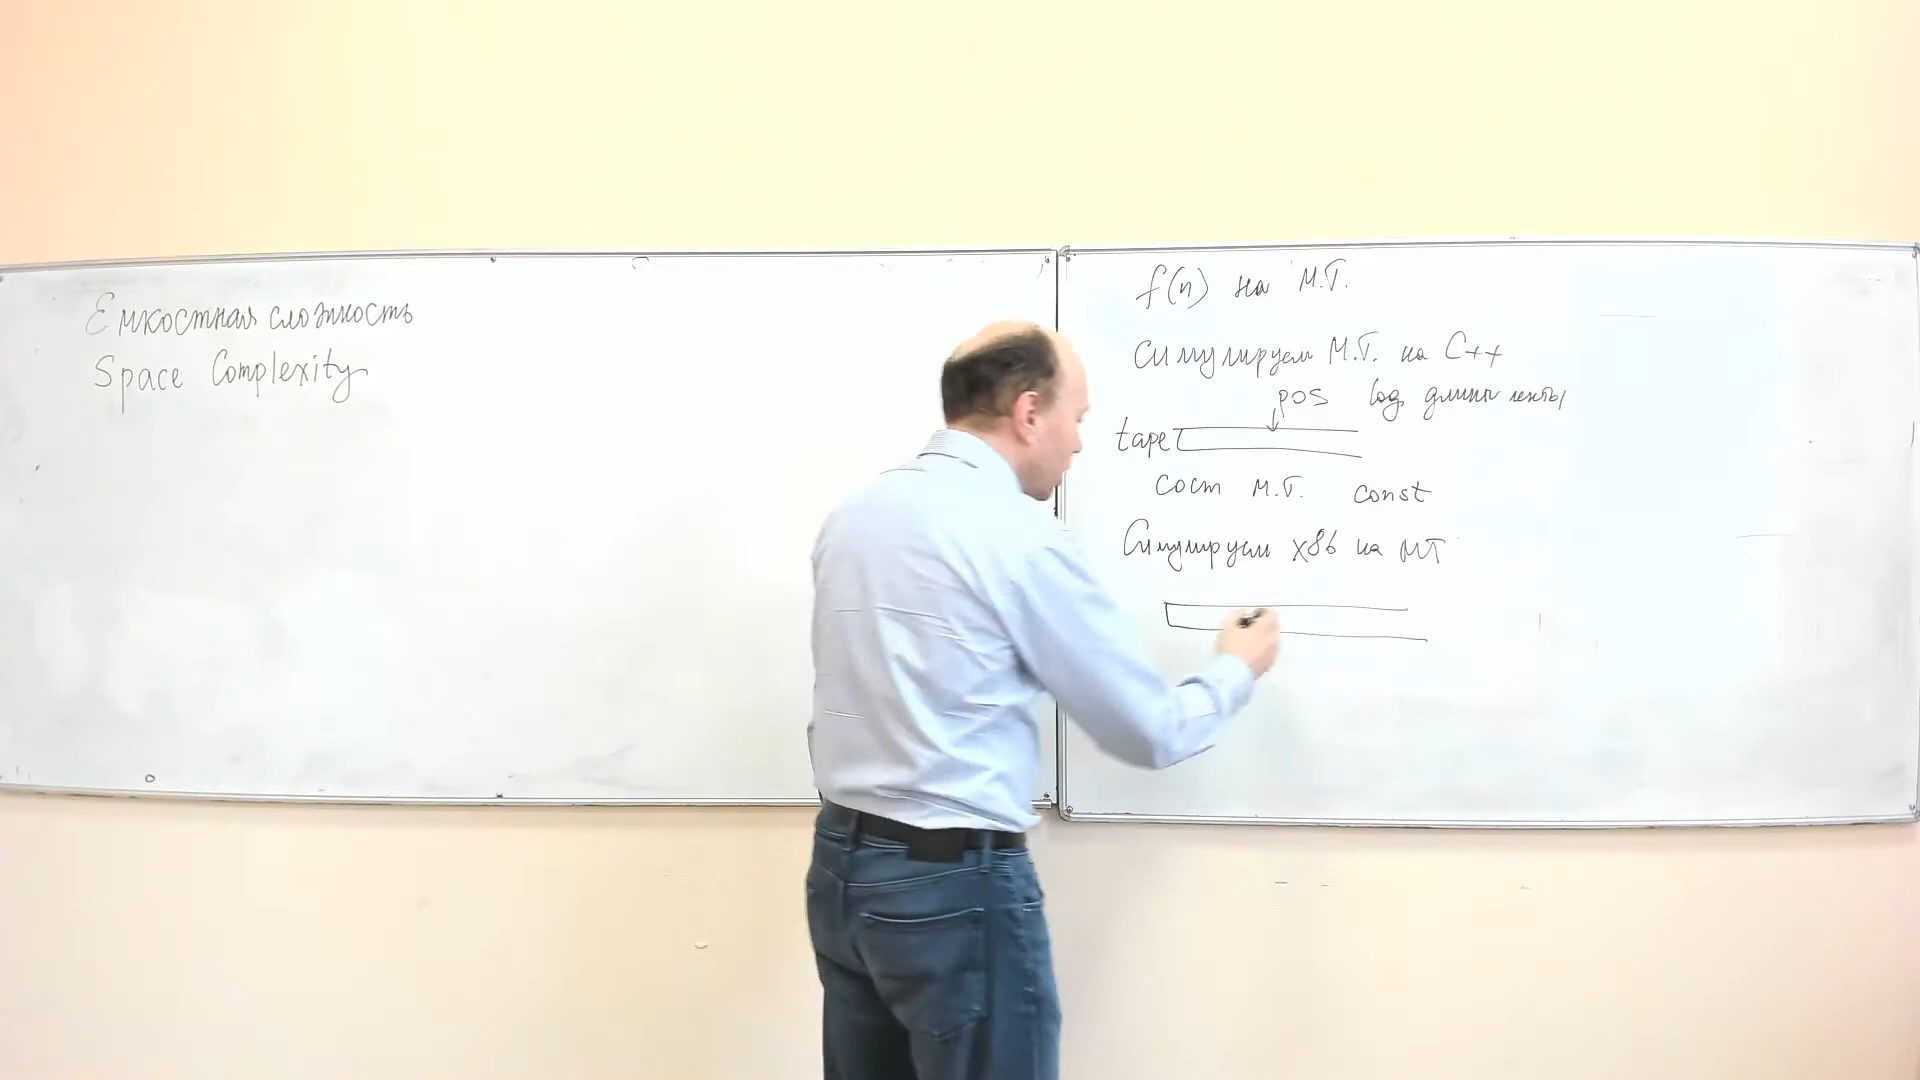 Емкостная сложность
Space Complexity
f(n) на М.Т.
Симулируем М.Т. на C++
pos log длины ленты
tape
сост М.Т. const
Симулируем x86 на МТ